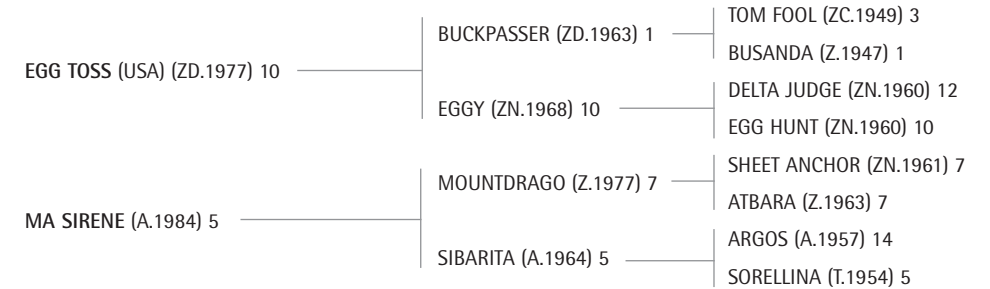 TOM FOOL (ZC.1949) 3
BUCKPASSER (ZD.1963) 1
BUSANDA (Z.1947) 1
EGG TOSS (USA) (ZD.1977) 10
DELTA JUDGE (ZN.1960) 12
EGGY (ZN.1968) 10
EGG HUNT (ZN.1960) 10
SHEET ANCHOR (ZN.1961) 7
MOUNTDRAGO (Z.1977) 7
ATBARA (Z.1963) 7
MA SIRENE (A.1984) 5
ARGOS (A.1957) 14
SIBARITA (A.1964) 5
SORELLINA (T.1954) 5